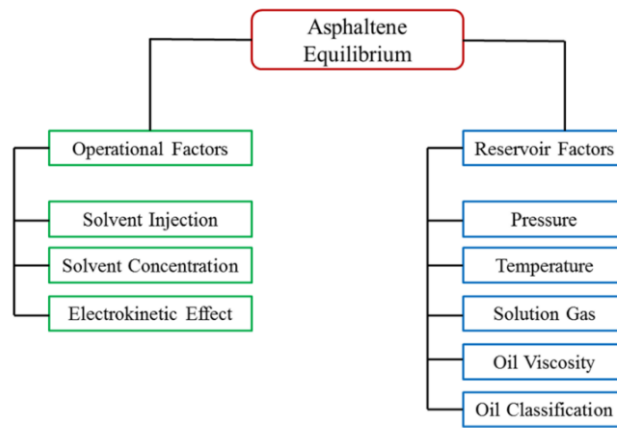 Asphaltene
Equilibrium
Operational Factors
Solvent Injection
Solvent Concentration
Electrokinetic Effect
Reservoir Factors
Pressure
Temperature
Solution Gas
Oil Viscosity
Oil Classification